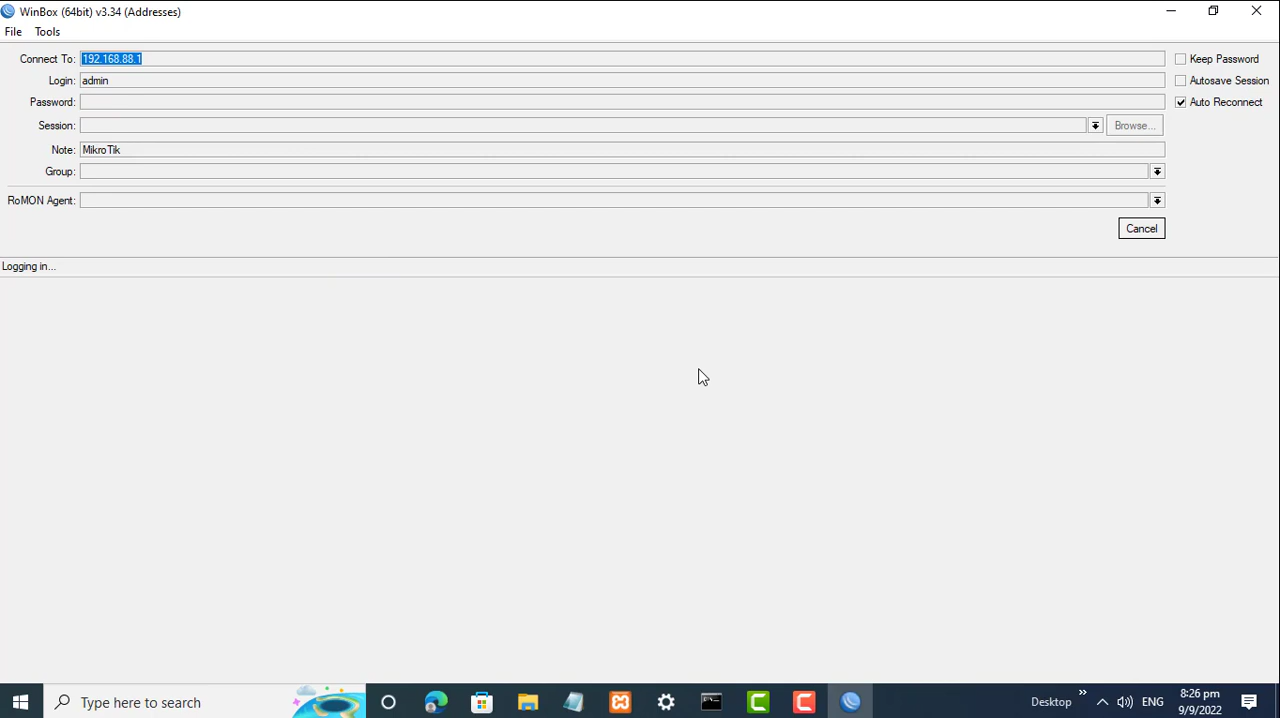 WinBox (64bit) v3.34 (Addresses)
File Tools
Connect To: 192.168.88.1 Keep Password
Login: admin Autosave Session
Password: Auto Reconnect
Session: Browse...
Note: MikroTik
Group:
RoMON Agent:
Cancel
Logging in...
Type here to search Desktop ENG 8:26 pm
9/9/2022